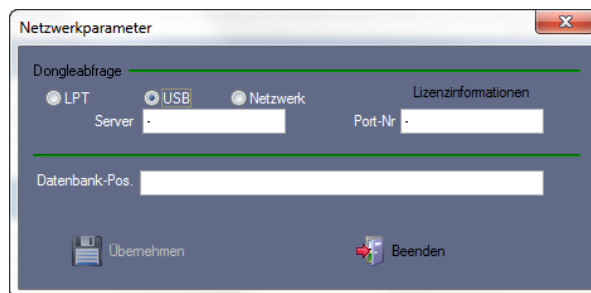 Netzwerkparameter
Dongleabfrage
LPT USB Netzwerk Lizenzinformationen
Server - Port-Nr -
Datenbank-Pos.
Übernehmen Beenden